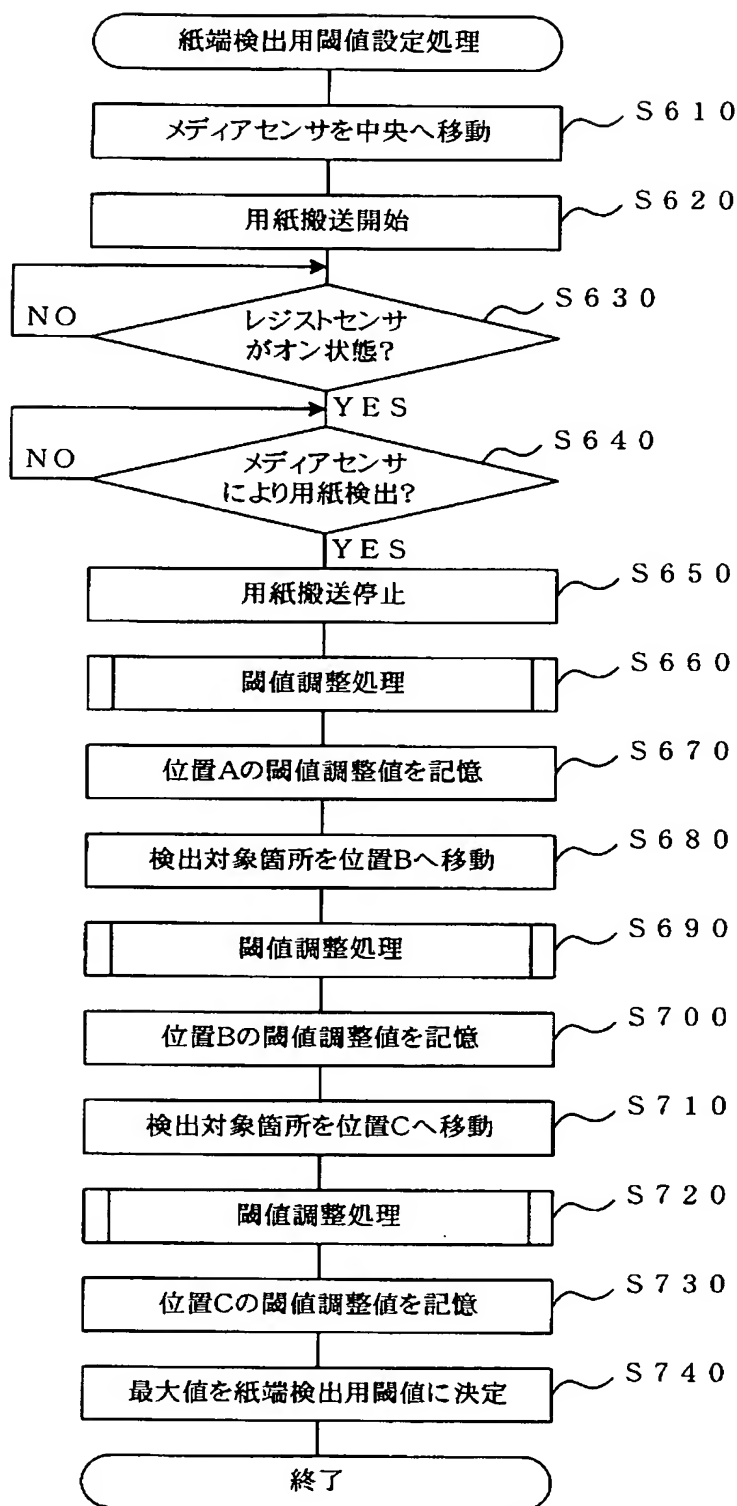 紙端検出用閾値設定処理
メディアセンサを中央へ移動
S610
用紙搬送開始
S620
レジストセンサ
がオン状態?
S630
NO
YES
メディアセンサ
により用紙検出?
S640
NO
YES
用紙搬送停止
S650
閾値調整処理
S660
位置Aの閾値調整値を記憶
S670
検出対象箇所を位置Bへ移動
S680
閾値調整処理
S690
位置Bの閾値調整値を記憶
S700
検出対象箇所を位置Cへ移動
S710
閾値調整処理
S720
位置Cの閾値調整値を記憶
S730
最大値を紙端検出用閾値に決定
S740
終了